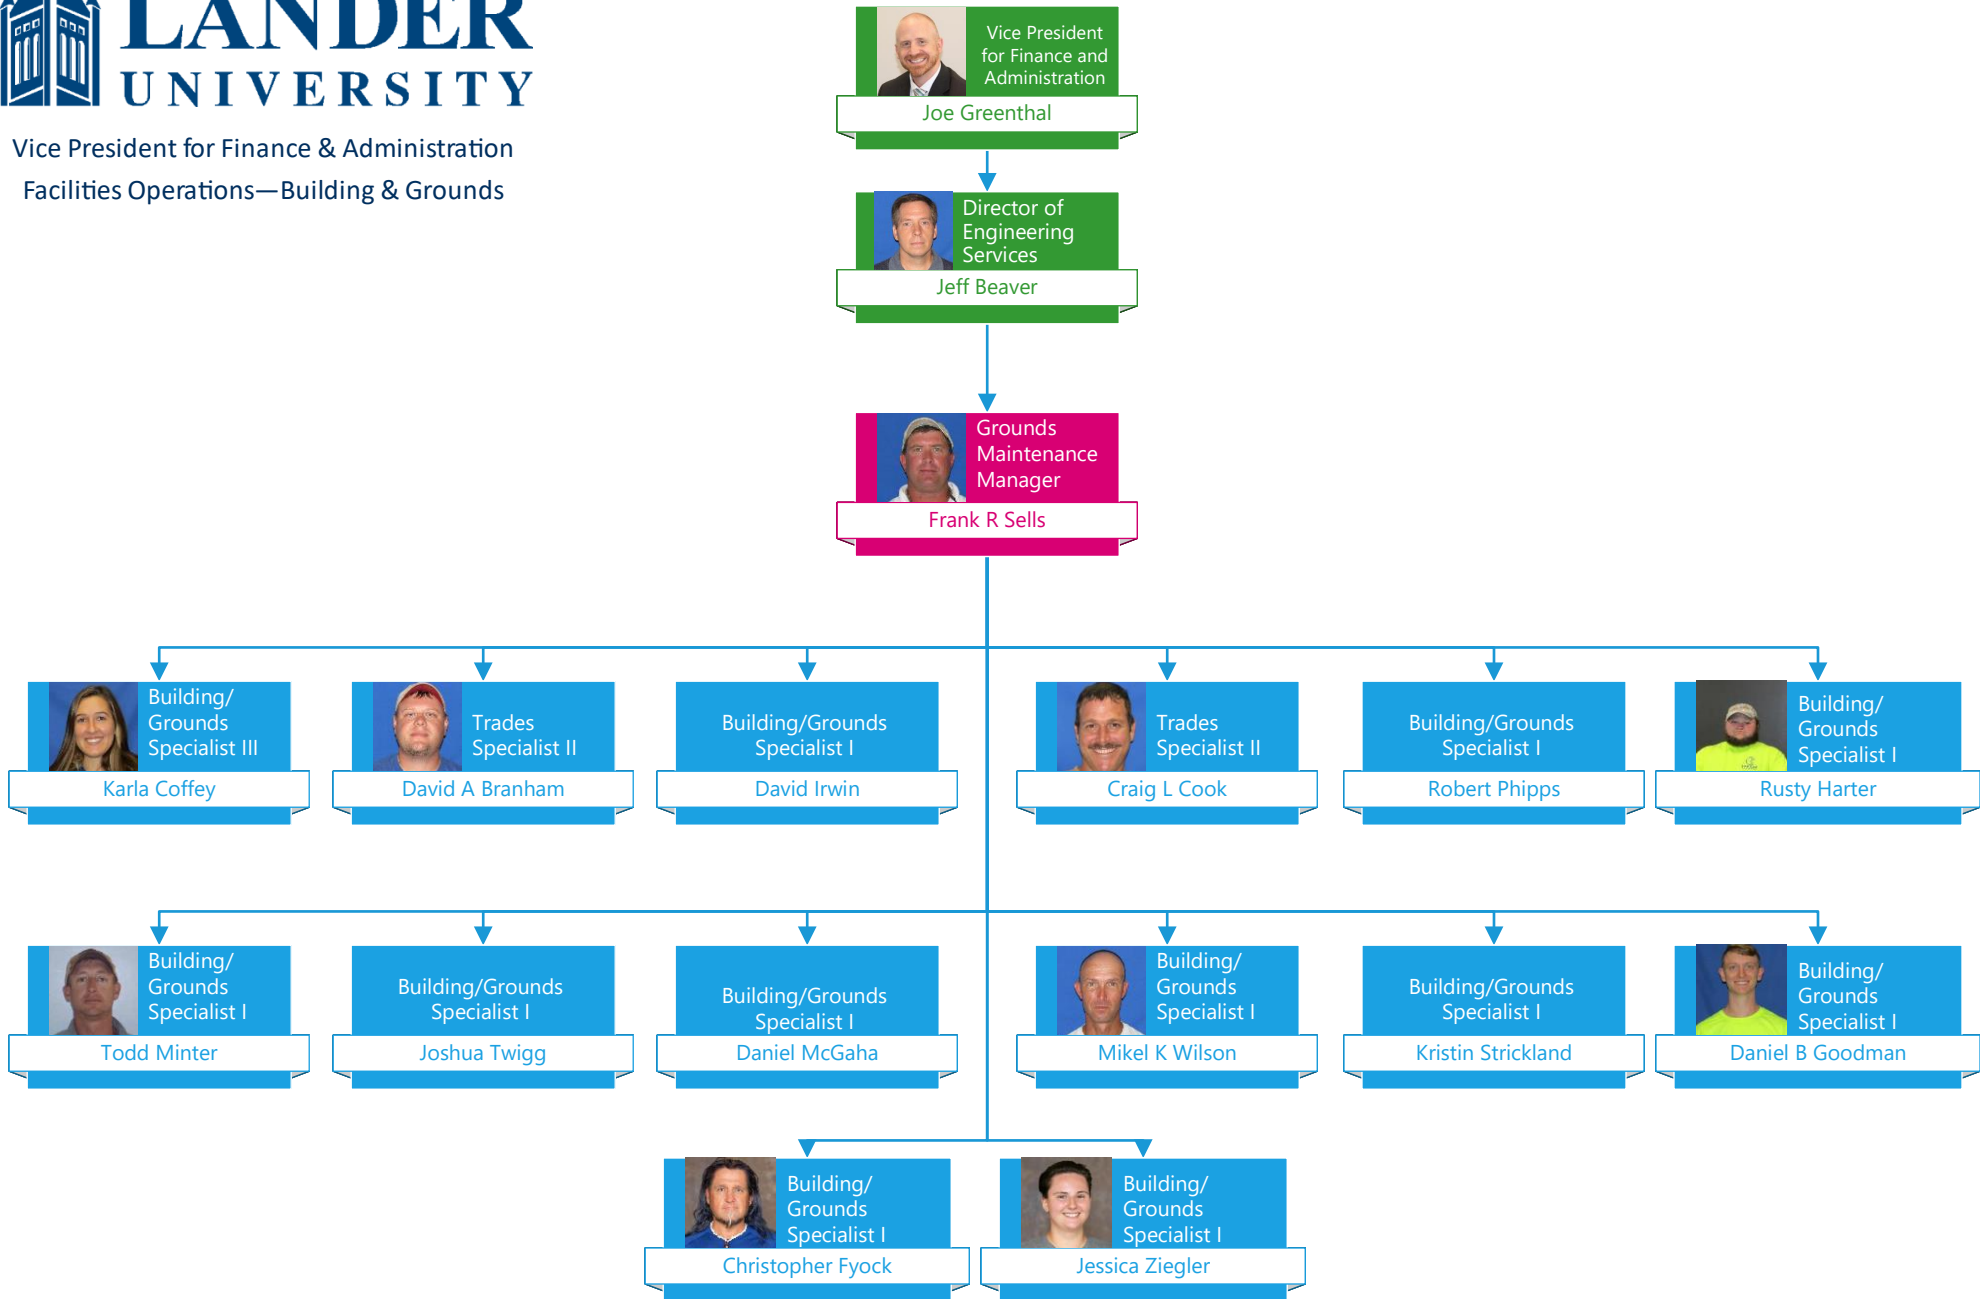 LANDER
UNIVERSITY
Vice President for Finance & Administration
Facilities Operations—Building & Grounds
Vice President
for Finance and
Administration
Joe Greenthal
Director of
Engineering
Services
Jeff Beaver
Grounds
Maintenance
Manager
Frank R Sells
Building/
Grounds
Specialist III
Karla Coffey
Trades
Specialist II
David A Branham
Building/Grounds
Specialist I
David Irwin
Trades
Specialist II
Craig L Cook
Building/Grounds
Specialist I
Robert Phipps
Building/
Grounds
Specialist I
Rusty Harter
Building/
Grounds
Specialist I
Todd Minter
Building/Grounds
Specialist I
Joshua Twigg
Building/Grounds
Specialist I
Daniel McGaha
Building/
Grounds
Specialist I
Mikel K Wilson
Building/Grounds
Specialist I
Kristin Strickland
Building/
Grounds
Specialist I
Daniel B Goodman
Building/
Grounds
Specialist I
Christopher Fyock
Building/
Grounds
Specialist I
Jessica Ziegler